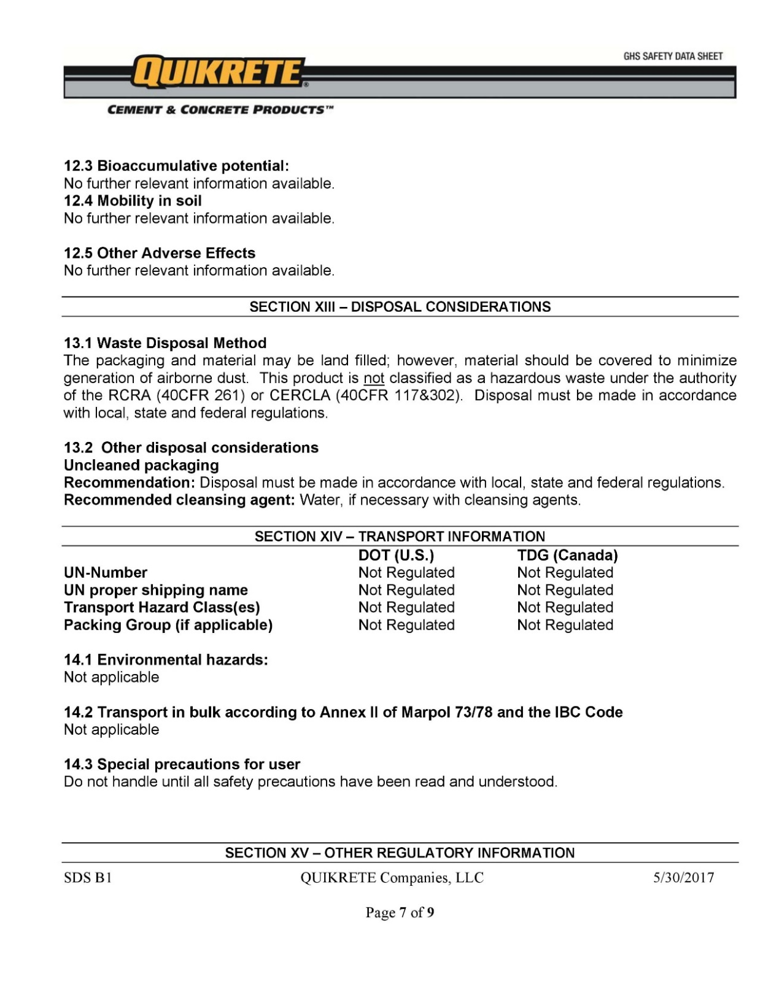 GHS SAFETY DATA SHEET
QUIKRETE®
CEMENT & CONCRETE PRODUCTS™
12.3 Bioaccumulative potential:
No further relevant information available.
12.4 Mobility in soil
No further relevant information available.
12.5 Other Adverse Effects
No further relevant information available.
SECTION XIII – DISPOSAL CONSIDERATIONS
13.1 Waste Disposal Method
The packaging and material may be land filled; however, material should be covered to minimize
generation of airborne dust. This product is not classified as a hazardous waste under the authority
of the RCRA (40CFR 261) or CERCLA (40CFR 117&302). Disposal must be made in accordance
with local, state and federal regulations.
13.2 Other disposal considerations
Uncleaned packaging
Recommendation: Disposal must be made in accordance with local, state and federal regulations.
Recommended cleansing agent: Water, if necessary with cleansing agents.
SECTION XIV – TRANSPORT INFORMATION
DOT (U.S.) TDG (Canada)
UN-Number Not Regulated Not Regulated
UN proper shipping name Not Regulated Not Regulated
Transport Hazard Class(es) Not Regulated Not Regulated
Packing Group (if applicable) Not Regulated Not Regulated
14.1 Environmental hazards:
Not applicable
14.2 Transport in bulk according to Annex II of Marpol 73/78 and the IBC Code
Not applicable
14.3 Special precautions for user
Do not handle until all safety precautions have been read and understood.
SECTION XV – OTHER REGULATORY INFORMATION
SDS B1 QUIKRETE Companies, LLC 5/30/2017
Page 7 of 9